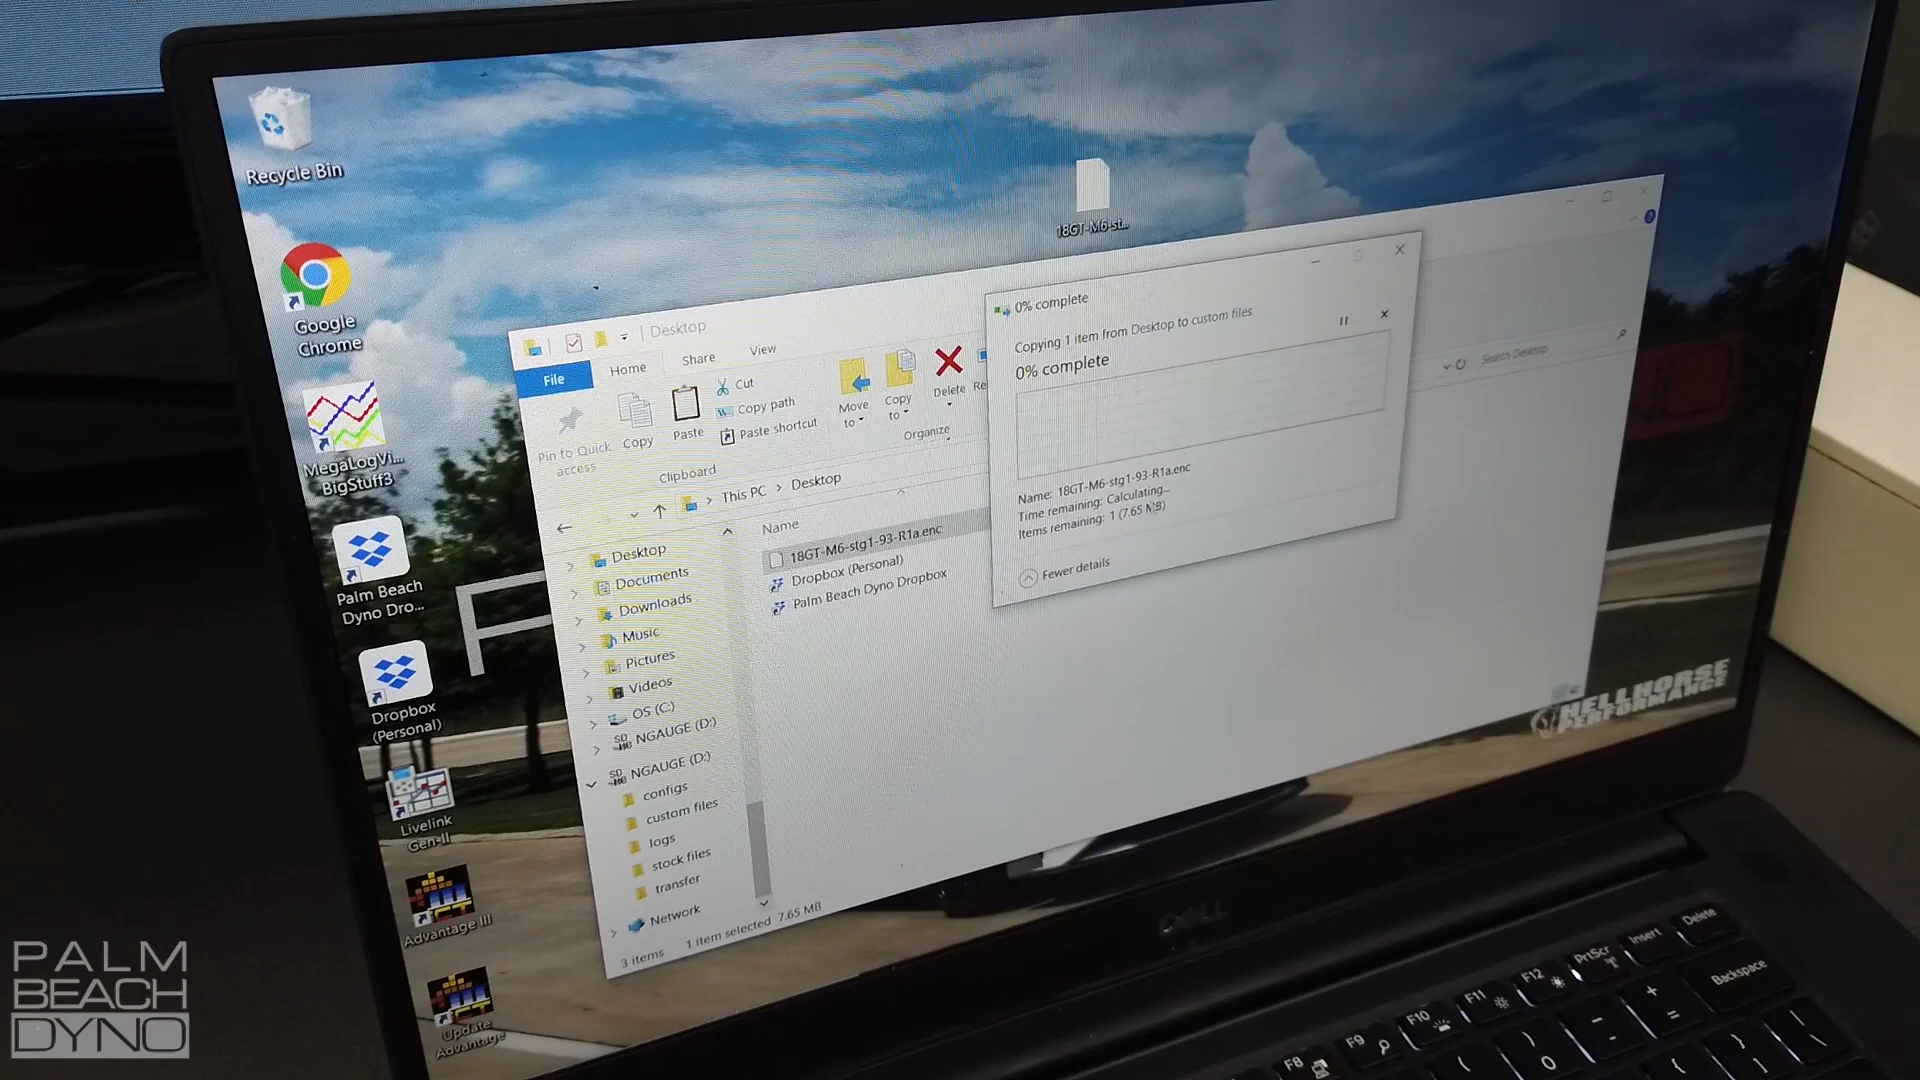 Recycle Bin
Google
Chrome
MegaLogVi...
BigStuff3
Palm Beach
Dyno Dro...
Dropbox
(Personal)
Livelink
Gen-II
Advantage III
Update
Advantage
18GT-M6-st...
F
Desktop
File
Home
Share
View
Pin to Quick
access
Copy
Paste
Cut
Copy path
Paste shortcut
Clipboard
Move
to
Copy
to
Delete
Re
Organize
This PC > Desktop
Search Desktop
Desktop
Documents
Downloads
Music
Pictures
Videos
OS (C:)
NGAUGE (D:)
NGAUGE (D:)
configs
custom files
logs
stock files
transfer
Network
Name
18GT-M6-stg1-93-R1a.enc
Dropbox (Personal)
Palm Beach Dyno Dropbox
3 items
1 item selected 7.65 MB
0% complete
Copying 1 item from Desktop to custom files
0% complete
Name: 18GT-M6-stg1-93-R1a.enc
Time remaining: Calculating...
Items remaining: 1 (7.65 MB)
Fewer details
HELLHORSE
PERFORMANCE
DELL
F8
F9
F10
F11
F12
PrtScr
Insert
Delete
Backspace
PALM
BEACH
DYNO